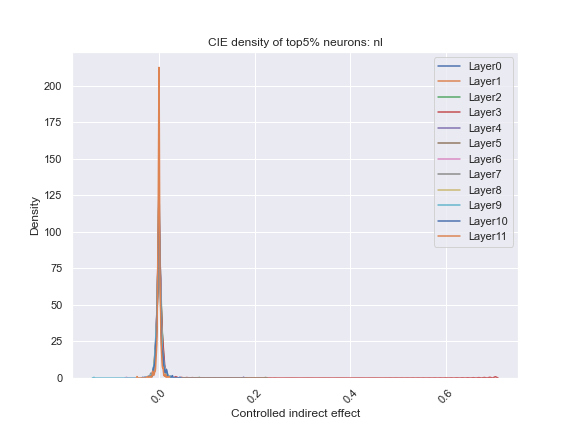 CIE density of top5% neurons: nl
Layer0
Layer1
Layer2
Layer3
Layer4
Layer5
Layer6
Layer7
Layer8
Layer9
Layer10
Layer11
200
175
150
125
100
75
50
25
0
Density
0.0
0.2
0.4
0.6
Controlled indirect effect